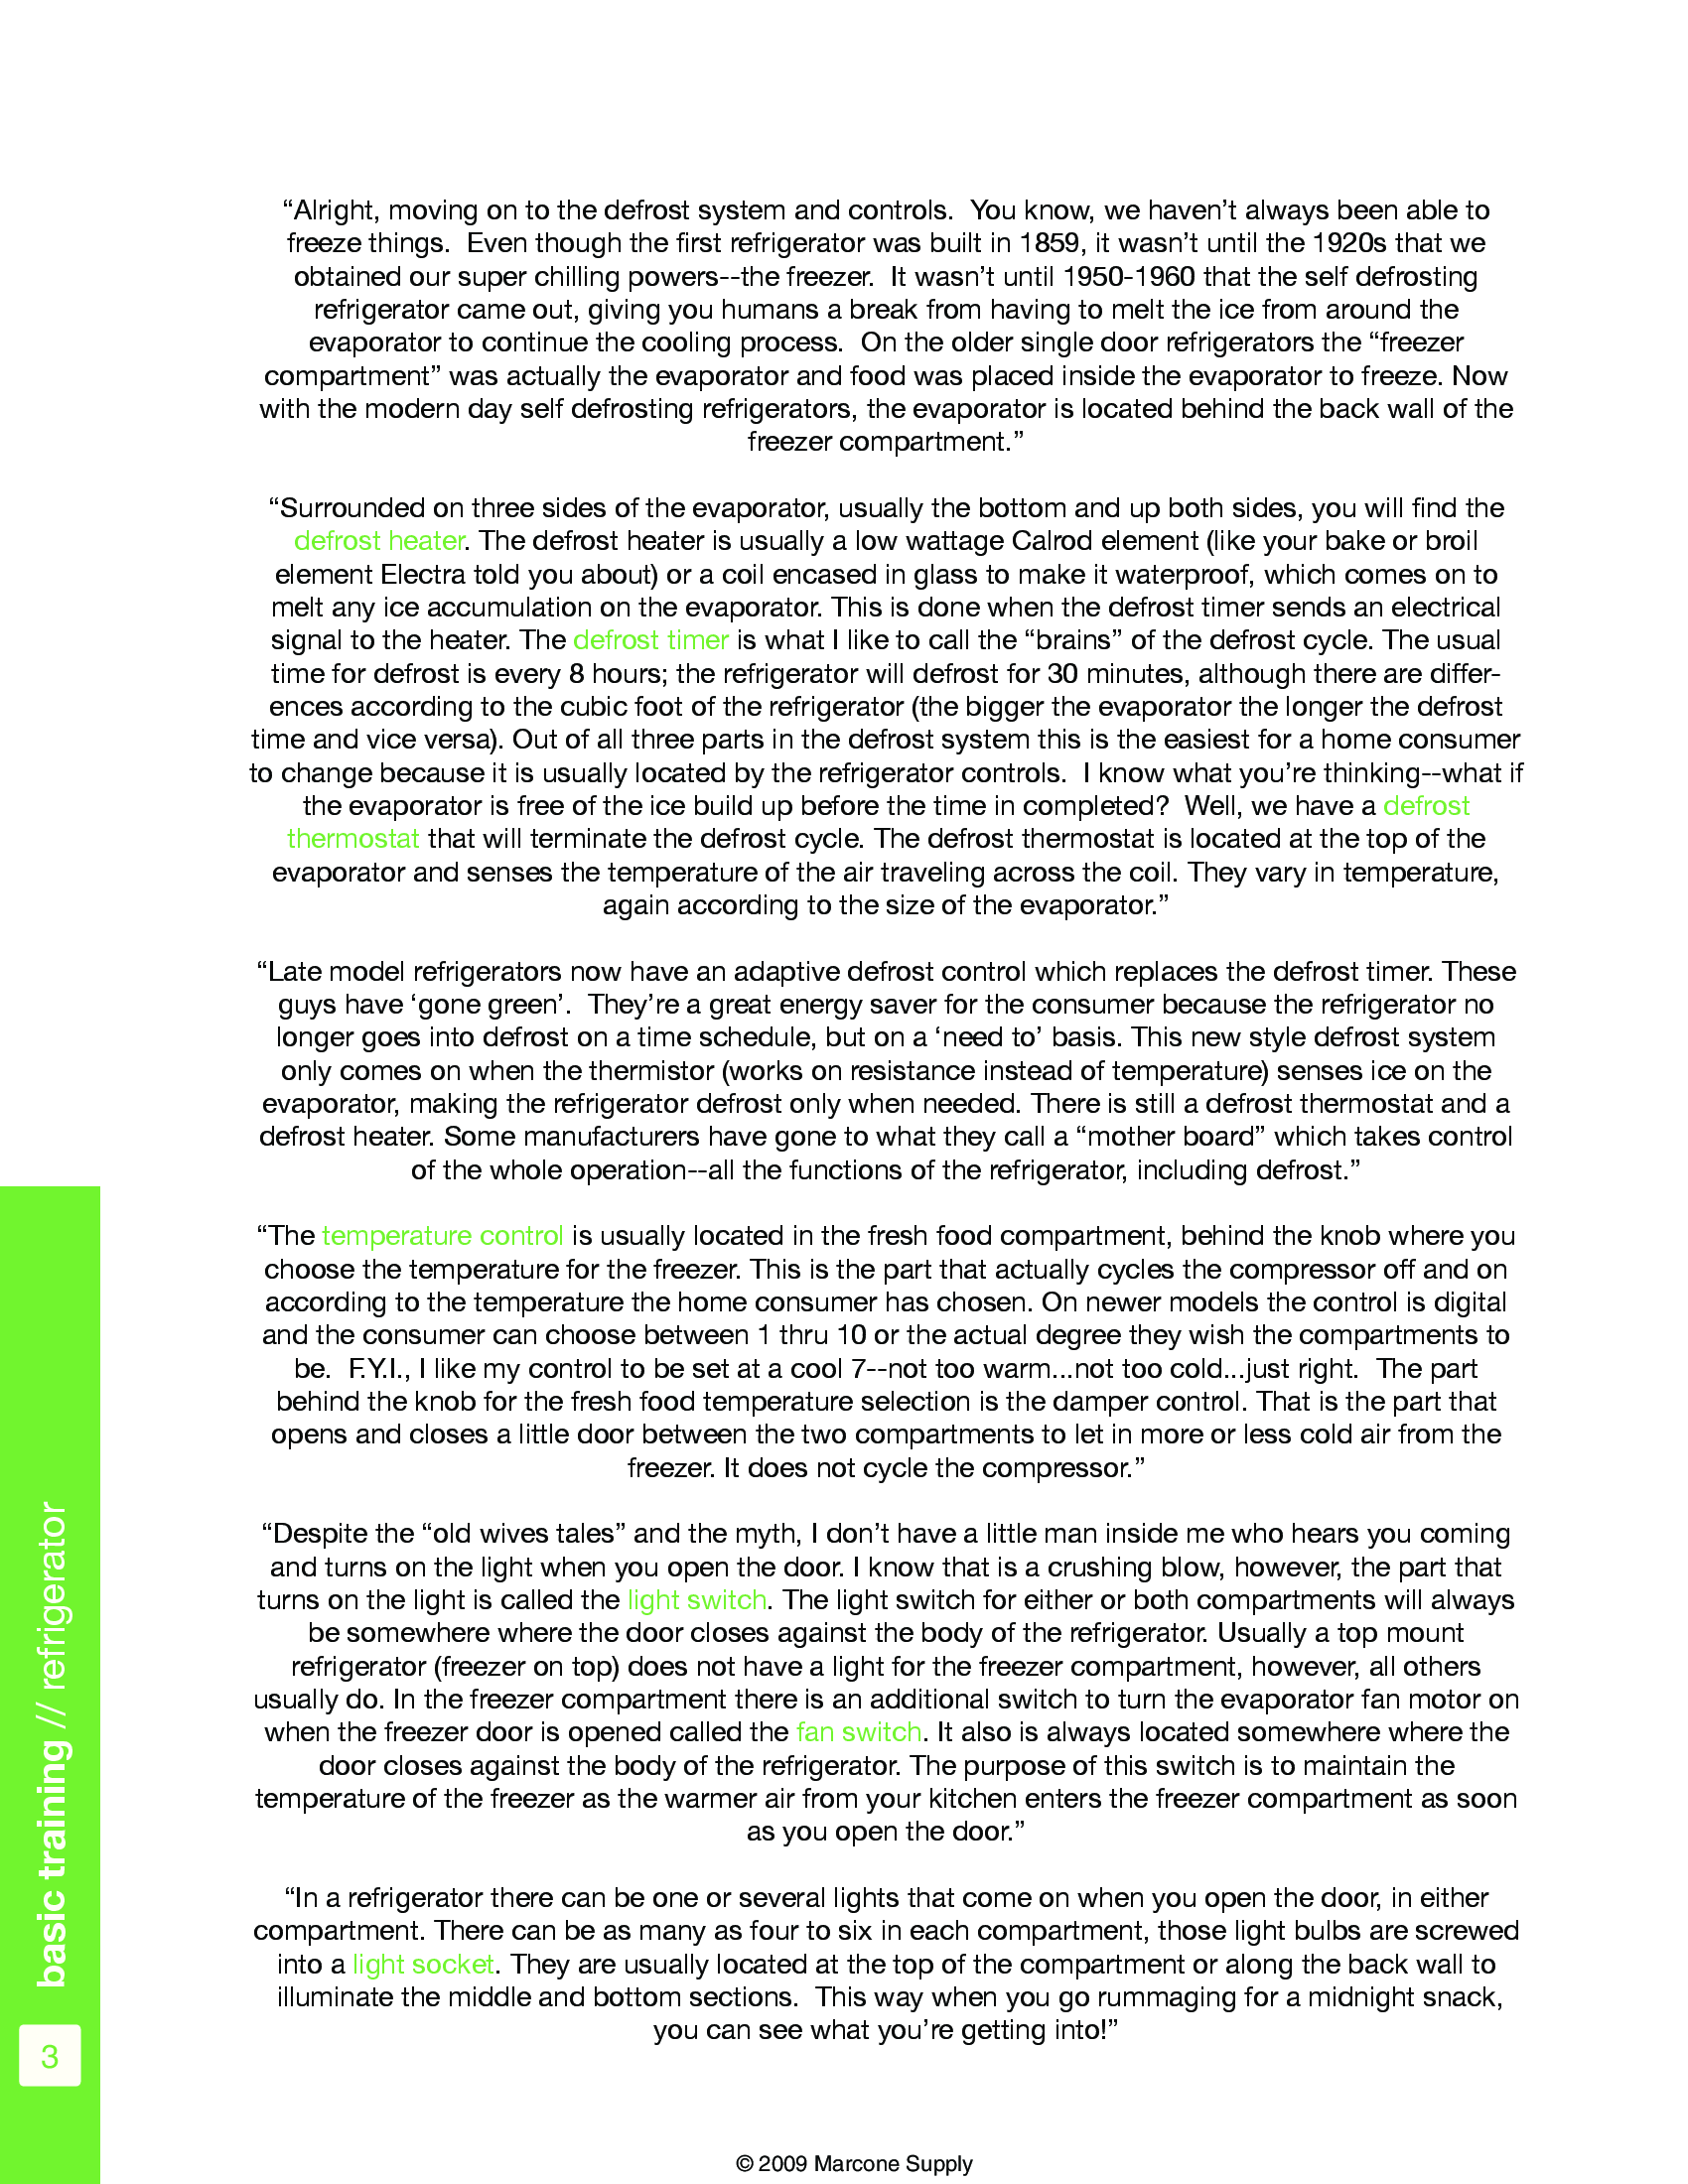 “Alright, moving on to the defrost system and controls.  You know, we haven’t always been able to
freeze things.  Even though the first refrigerator was built in 1859, it wasn’t until the 1920s that we
obtained our super chilling powers--the freezer.  It wasn’t until 1950-1960 that the self defrosting
refrigerator came out, giving you humans a break from having to melt the ice from around the
evaporator to continue the cooling process.  On the older single door refrigerators the “freezer
compartment” was actually the evaporator and food was placed inside the evaporator to freeze. Now
with the modern day self defrosting refrigerators, the evaporator is located behind the back wall of the
freezer compartment.”
“Surrounded on three sides of the evaporator, usually the bottom and up both sides, you will find the
defrost heater. The defrost heater is usually a low wattage Calrod element (like your bake or broil
element Electra told you about) or a coil encased in glass to make it waterproof, which comes on to
melt any ice accumulation on the evaporator. This is done when the defrost timer sends an electrical
signal to the heater. The defrost timer is what I like to call the “brains” of the defrost cycle. The usual
time for defrost is every 8 hours; the refrigerator will defrost for 30 minutes, although there are differ-
ences according to the cubic foot of the refrigerator (the bigger the evaporator the longer the defrost
time and vice versa). Out of all three parts in the defrost system this is the easiest for a home consumer
to change because it is usually located by the refrigerator controls.  I know what you’re thinking--what if
the evaporator is free of the ice build up before the time in completed?  Well, we have a defrost
thermostat that will terminate the defrost cycle. The defrost thermostat is located at the top of the
evaporator and senses the temperature of the air traveling across the coil. They vary in temperature,
again according to the size of the evaporator.”
“Late model refrigerators now have an adaptive defrost control which replaces the defrost timer. These
guys have ‘gone green’.  They’re a great energy saver for the consumer because the refrigerator no
longer goes into defrost on a time schedule, but on a ‘need to’ basis. This new style defrost system
only comes on when the thermistor (works on resistance instead of temperature) senses ice on the
evaporator, making the refrigerator defrost only when needed. There is still a defrost thermostat and a
defrost heater. Some manufacturers have gone to what they call a “mother board” which takes control
of the whole operation--all the functions of the refrigerator, including defrost.”
“The temperature control is usually located in the fresh food compartment, behind the knob where you
choose the temperature for the freezer. This is the part that actually cycles the compressor off and on
according to the temperature the home consumer has chosen. On newer models the control is digital
and the consumer can choose between 1 thru 10 or the actual degree they wish the compartments to
be.  F.Y.I., I like my control to be set at a cool 7--not too warm...not too cold...just right.  The part
behind the knob for the fresh food temperature selection is the damper control. That is the part that
opens and closes a little door between the two compartments to let in more or less cold air from the
freezer. It does not cycle the compressor.”
“Despite the “old wives tales” and the myth, I don’t have a little man inside me who hears you coming
and turns on the light when you open the door. I know that is a crushing blow, however, the part that
turns on the light is called the light switch. The light switch for either or both compartments will always
be somewhere where the door closes against the body of the refrigerator. Usually a top mount
refrigerator (freezer on top) does not have a light for the freezer compartment, however, all others
usually do. In the freezer compartment there is an additional switch to turn the evaporator fan motor on
when the freezer door is opened called the fan switch. It also is always located somewhere where the
door closes against the body of the refrigerator. The purpose of this switch is to maintain the
temperature of the freezer as the warmer air from your kitchen enters the freezer compartment as soon
as you open the door.”
“In a refrigerator there can be one or several lights that come on when you open the door, in either
compartment. There can be as many as four to six in each compartment, those light bulbs are screwed
into a light socket. They are usually located at the top of the compartment or along the back wall to
illuminate the middle and bottom sections.  This way when you go rummaging for a midnight snack,
you can see what you’re getting into!”
basic training // refrigerator
3
© 2009 Marcone Supply